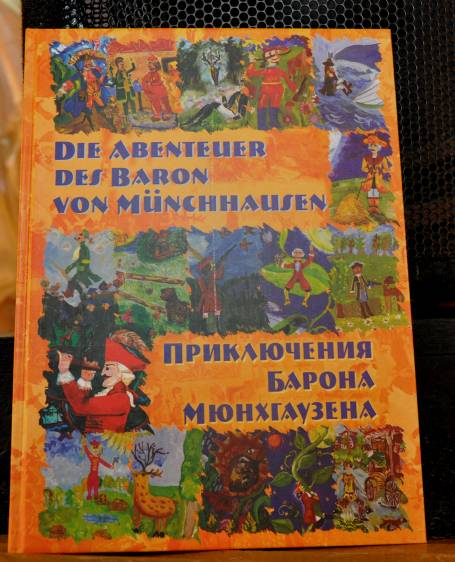 DIE ABENTEUER
DES BARON
VON MÜNCHHAUSEN
ПРИКЛЮЧЕНИЯ
БАРОНА
МЮНХГАУЗЕНА